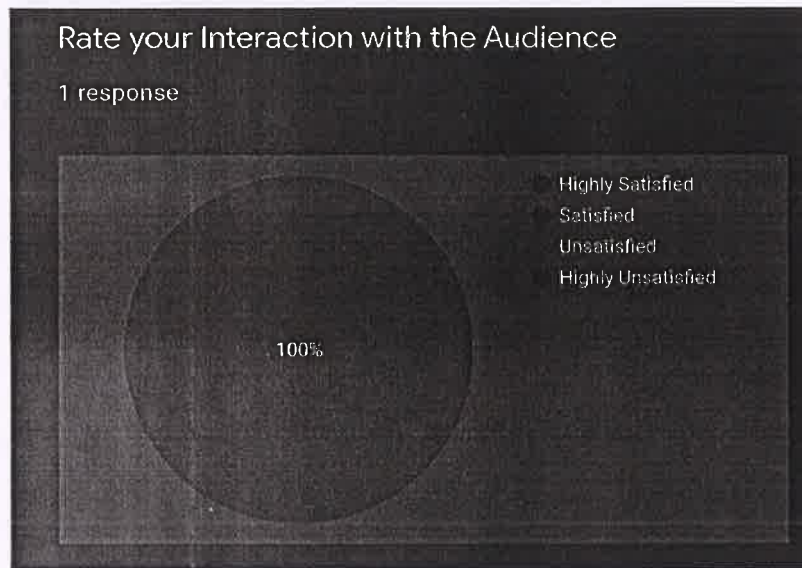 Rate your Interaction with the Audience
1 response
Highly Satisfied
Satisfied
Unsatisfied
Highly Unsatisfied
100%